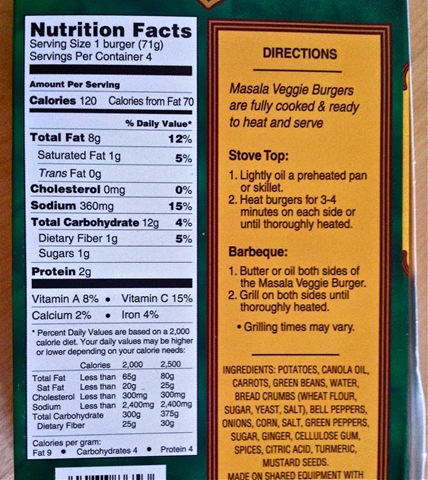 Nutrition Facts
Serving Size 1 burger (71g)
Servings Per Container 4
Amount Per Serving
Calories 120 Calories from Fat 70
% Daily Value*
Total Fat 8g 12%
Saturated Fat 1g 5%
Trans Fat 0g
Cholesterol 0mg 0%
Sodium 360mg 15%
Total Carbohydrate 12g 4%
Dietary Fiber 1g 5%
Sugars 1g
Protein 2g
Vitamin A 8% • Vitamin C 15%
Calcium 2% • Iron 4%
* Percent Daily Values are based on a 2,000
calorie diet. Your daily values may be higher
or lower depending on your calorie needs:
Calories 2,000 2,500
Total Fat Less than 65g 80g
Sat Fat Less than 20g 25g
Cholesterol Less than 300mg 300mg
Sodium Less than 2,400mg 2,400mg
Total Carbohydrate 300g 375g
Dietary Fiber 25g 30g
Calories per gram:
Fat 9 • Carbohydrates 4 • Protein 4
DIRECTIONS
Masala Veggie Burgers
are fully cooked & ready
to heat and serve
Stove Top:
1. Lightly oil a preheated pan
or skillet.
2. Heat burgers for 3-4
minutes on each side or
until thoroughly heated.
Barbeque:
1. Butter or oil both sides of
the Masala Veggie Burger.
2. Grill on both sides until
thoroughly heated.
• Grilling times may vary.
INGREDIENTS: POTATOES, CANOLA OIL,
CARROTS, GREEN BEANS, WATER,
BREAD CRUMBS (WHEAT FLOUR,
SUGAR, YEAST, SALT), BELL PEPPERS,
ONIONS, CORN, SALT, GREEN PEPPERS,
SUGAR, GINGER, CELLULOSE GUM,
SPICES, CITRIC ACID, TURMERIC,
MUSTARD SEEDS.
MADE ON SHARED EQUIPMENT WITH